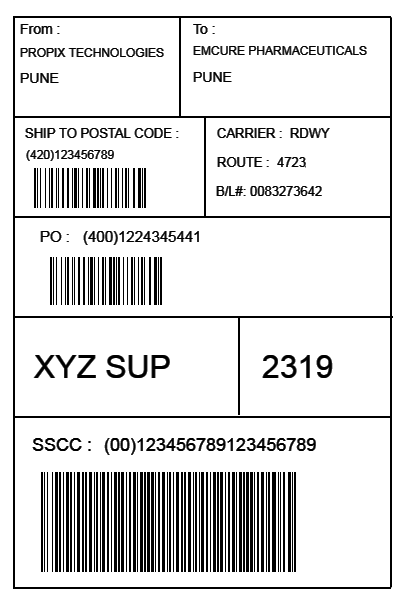 From :
PROPIX TECHNOLOGIES
PUNE
To :
EMCURE PHARMACEUTICALS
PUNE
SHIP TO POSTAL CODE :
(420)123456789
CARRIER : RDWY
ROUTE : 4723
B/L#: 0083273642
PO : (400)1224345441
XYZ SUP
2319
SSCC : (00)123456789123456789